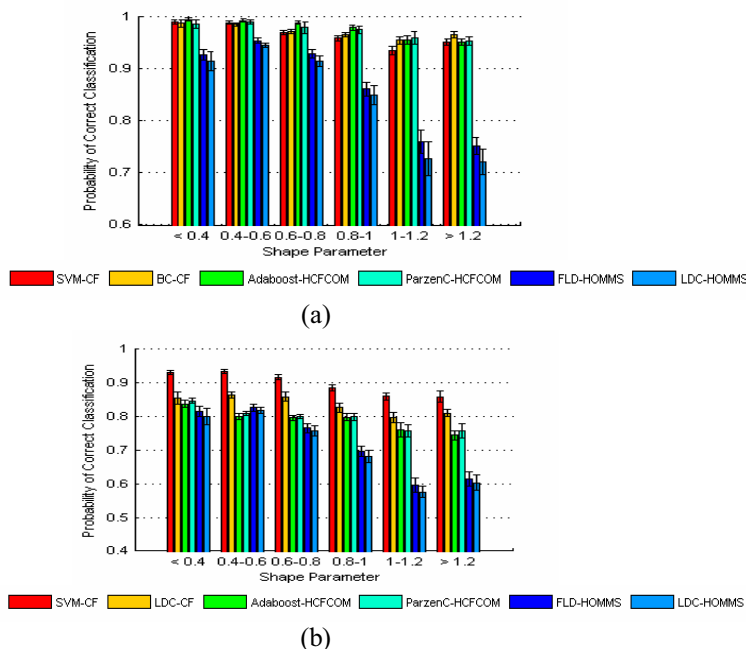 1
0.9
0.8
0.7
0.6
Probability of Correct Classification
< 0.4 0.4-0.6 0.6-0.8 0.8-1 1-1.2 > 1.2
Shape Parameter
SVM-CF BC-CF Adaboost-HCFCOM ParzenC-HCFCOM FLD-HOMMS LDC-HOMMS
(a)
1
0.9
0.8
0.7
0.6
0.5
0.4
Probability of Correct Classification
< 0.4 0.4-0.6 0.6-0.8 0.8-1 1-1.2 > 1.2
Shape Parameter
SVM-CF LDC-CF Adaboost-HCFCOM ParzenC-HCFCOM FLD-HOMMS LDC-HOMMS
(b)